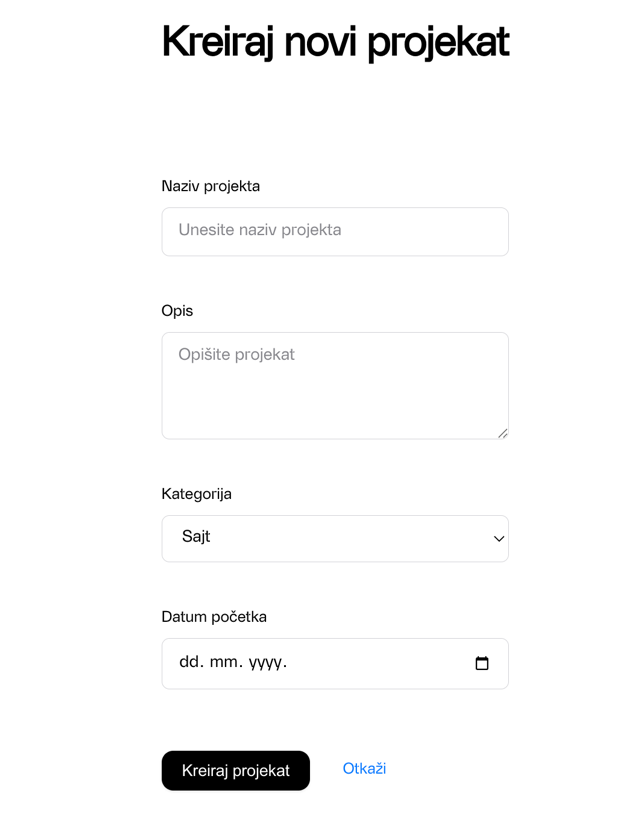 Kreiraj novi projekat
Naziv projekta
Unesite naziv projekta
Opis
Opišite projekat
Kategorija
Sajt
Datum početka
dd. mm. yyyy.
Kreiraj projekat Otkaži